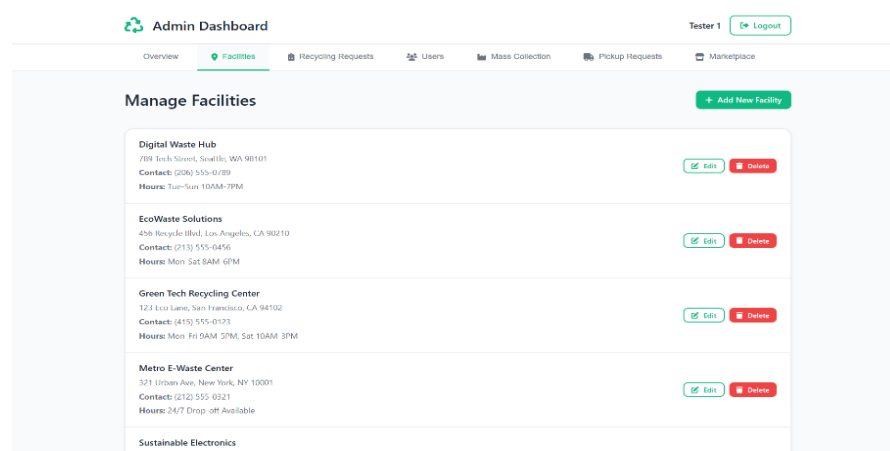 Admin Dashboard
Tester 1 Logout
Overview Facilities Recycling Requests Users Mass Collection Pickup Requests Marketplace
Manage Facilities
+ Add New Facility
Digital Waste Hub
789 Tech Street, Seattle, WA 98101
Contact: (206) 555-0789
Hours: Tue-Sun 10AM-7PM
Edit Delete
EcoWaste Solutions
456 Recycle Blvd, Los Angeles, CA 90210
Contact: (213) 555-0456
Hours: Mon-Sat 8AM-6PM
Edit Delete
Green Tech Recycling Center
123 Eco Lane, San Francisco, CA 94102
Contact: (415) 555-0123
Hours: Mon-Fri 9AM-5PM, Sat 10AM-3PM
Edit Delete
Metro E-Waste Center
321 Urban Ave, New York, NY 10001
Contact: (212) 555-0321
Hours: 24/7 Drop-off Available
Edit Delete
Sustainable Electronics